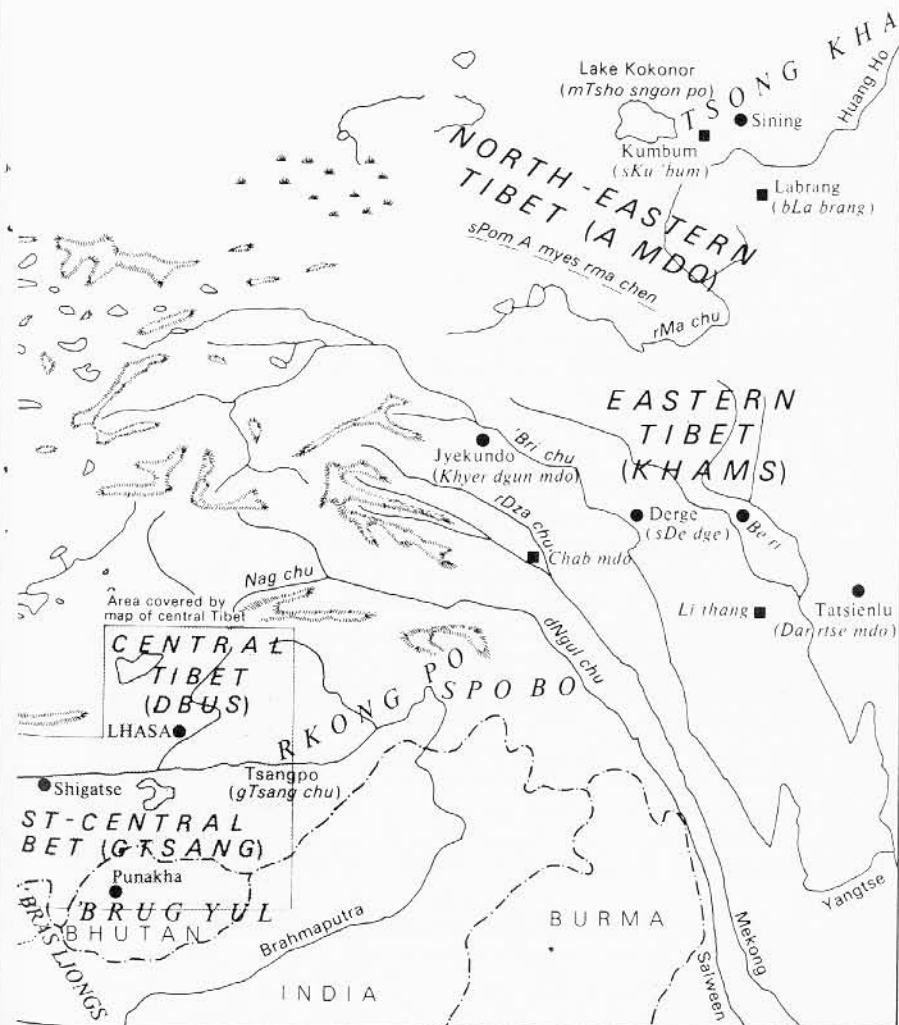 Lake Kokonor
(mTsho sngon po)
TSONG KHA
Huang Ho
Sining
Kumbum
(sKu 'bum)
Labrang
(bLa brang)
NORTH-EASTERN
TIBET (A MDO)
sPom A myes rma chen
rMa chu
EASTERN
TIBET
(KHAMS)
Jyekundo
(Khyer dgun mdo)
'Bri chu
rDza chu
Derge
(sDe dge)
Be ri
Chab mdo
Li thang
Tatsienlu
(Dar rtse mdo)
Nag chu
dNgul chu
Area covered by
map of central Tibet
CENTRAL
TIBET
(DBUS)
LHASA
RKONG PO
SPO BO
Tsangpo
(gTsang chu)
Shigatse
ST-CENTRAL
BET (GTSANG)
Punakha
'BRUG YUL
BHUTAN
'BRAS LJONGS
Brahmaputra
INDIA
BURMA
Salween
Mekong
Yangtse